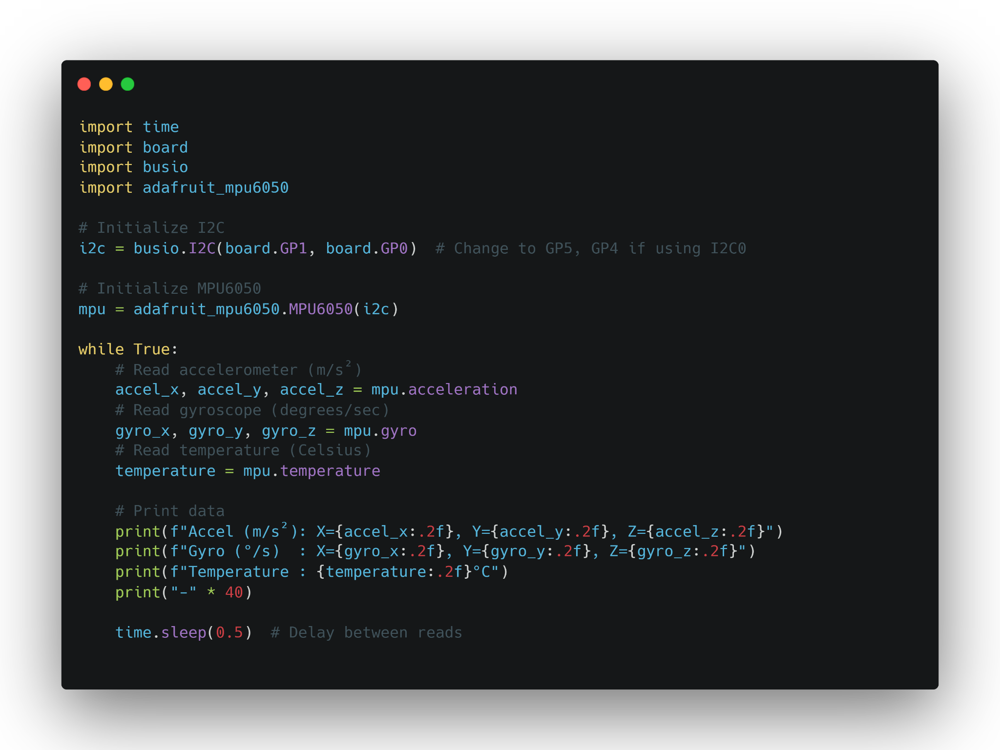 import time
import board
import busio
import adafruit_mpu6050

# Initialize I2C
i2c = busio.I2C(board.GP1, board.GP0)  # Change to GP5, GP4 if using I2C0

# Initialize MPU6050
mpu = adafruit_mpu6050.MPU6050(i2c)

while True:
    # Read accelerometer (m/s²)
    accel_x, accel_y, accel_z = mpu.acceleration
    # Read gyroscope (degrees/sec)
    gyro_x, gyro_y, gyro_z = mpu.gyro
    # Read temperature (Celsius)
    temperature = mpu.temperature

    # Print data
    print(f"Accel (m/s²): X={accel_x:.2f}, Y={accel_y:.2f}, Z={accel_z:.2f}")
    print(f"Gyro (°/s)  : X={gyro_x:.2f}, Y={gyro_y:.2f}, Z={gyro_z:.2f}")
    print(f"Temperature : {temperature:.2f}°C")
    print("-" * 40)

    time.sleep(0.5)  # Delay between reads